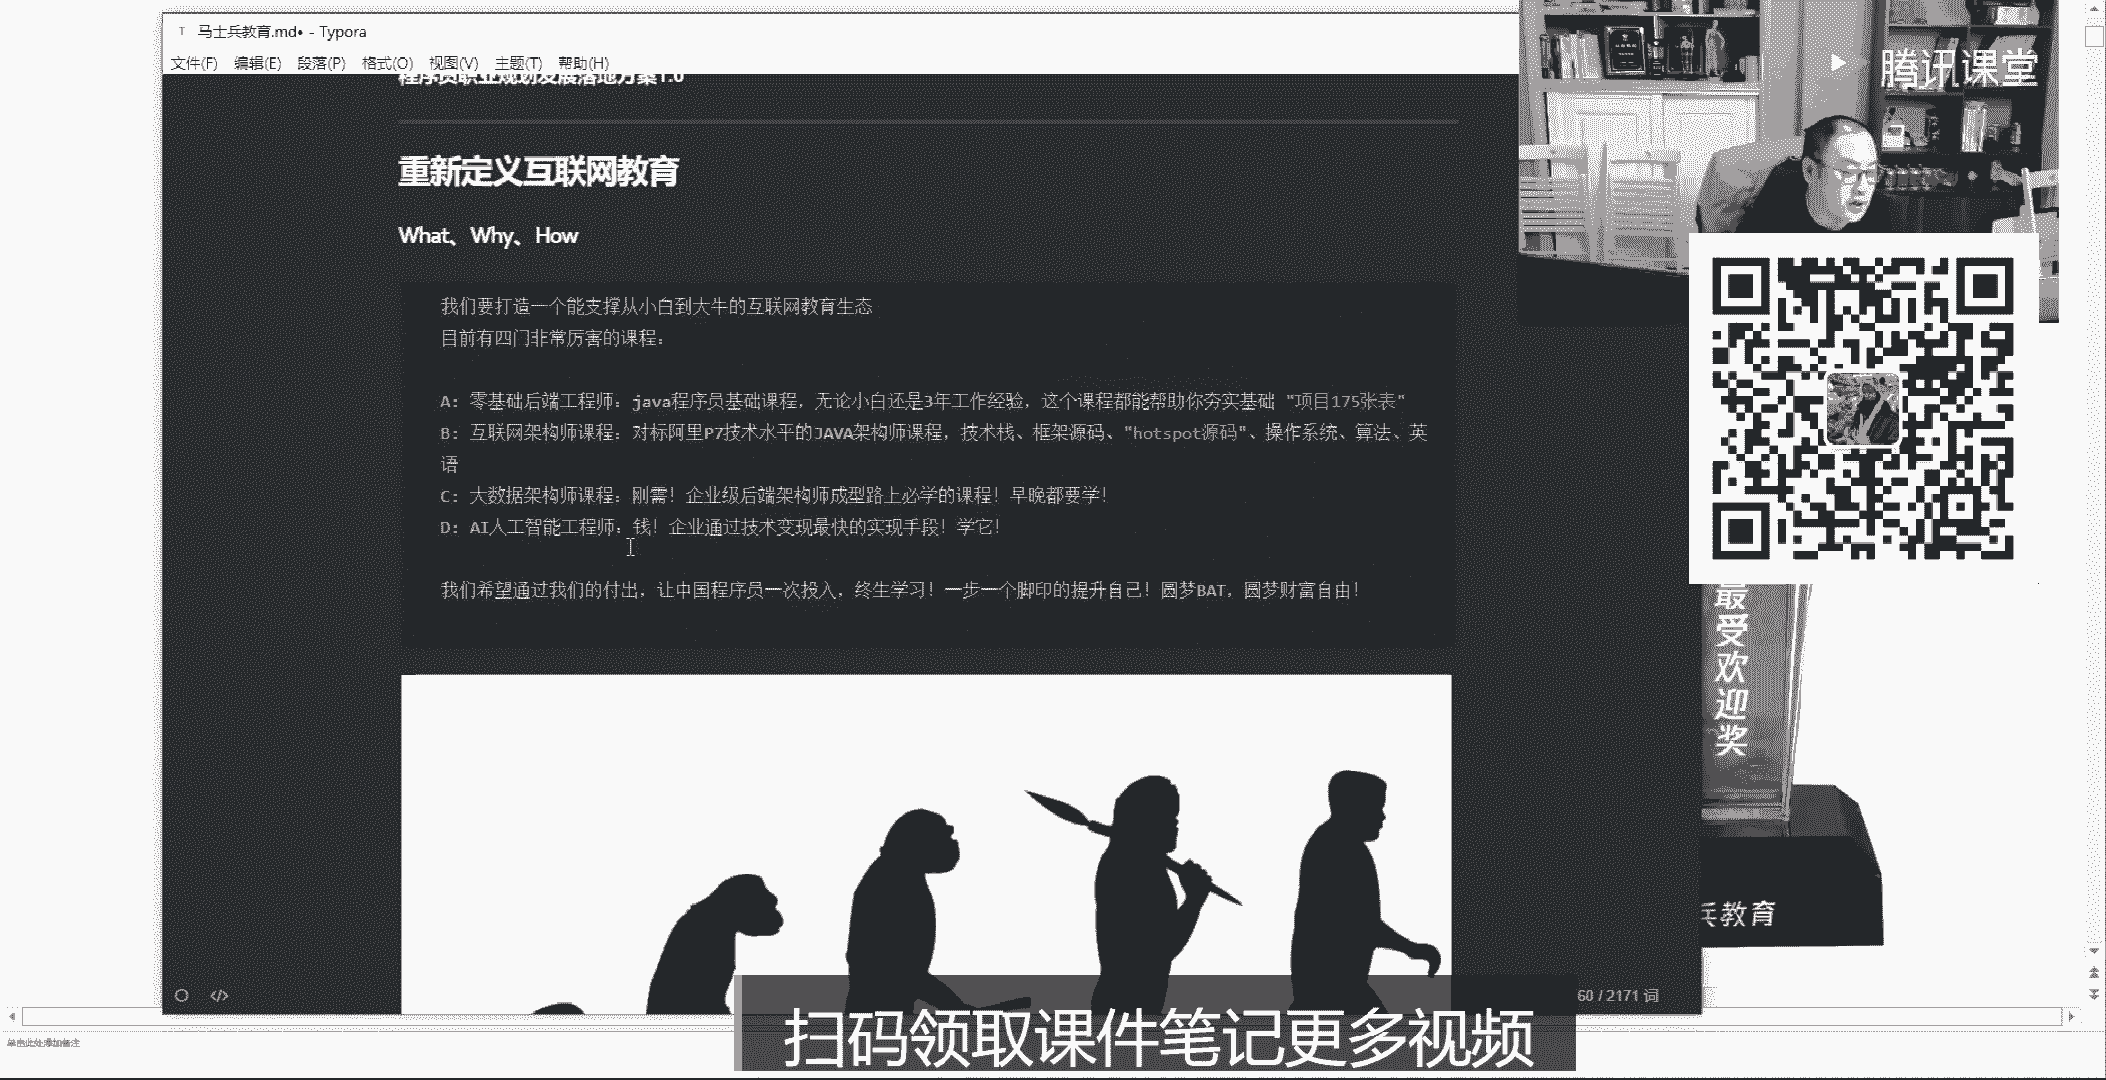 马士兵教育.md• - Typora
文件(F) 编辑(E) 段落(P) 格式(O) 视图(V) 主题(T) 帮助(H)
程序员职业规划发展落地方案1.0
腾讯课堂
重新定义互联网教育
What、Why、How
我们要打造一个能支撑从小白到大牛的互联网教育生态
目前有四门非常厉害的课程：
A: 零基础后端工程师：java程序员基础课程，无论小白还是3年工作经验，这个课程都能帮助你夯实基础 "项目175张表"
B: 互联网架构师课程：对标阿里P7技术水平的JAVA架构师课程，技术栈、框架源码、"hotspot源码"、操作系统、算法、英
语
C: 大数据架构师课程：刚需！企业级后端架构师成型路上必学的课程！早晚都要学！
D: AI人工智能工程师：钱！企业通过技术变现最快的实现手段！学它！
我们希望通过我们的付出，让中国程序员一次投入，终生学习！一步一个脚印的提升自己！圆梦BAT，圆梦财富自由！
最受欢迎奖
兵教育
60 / 2171 词
扫码领取课件笔记更多视频
单击此处添加备注